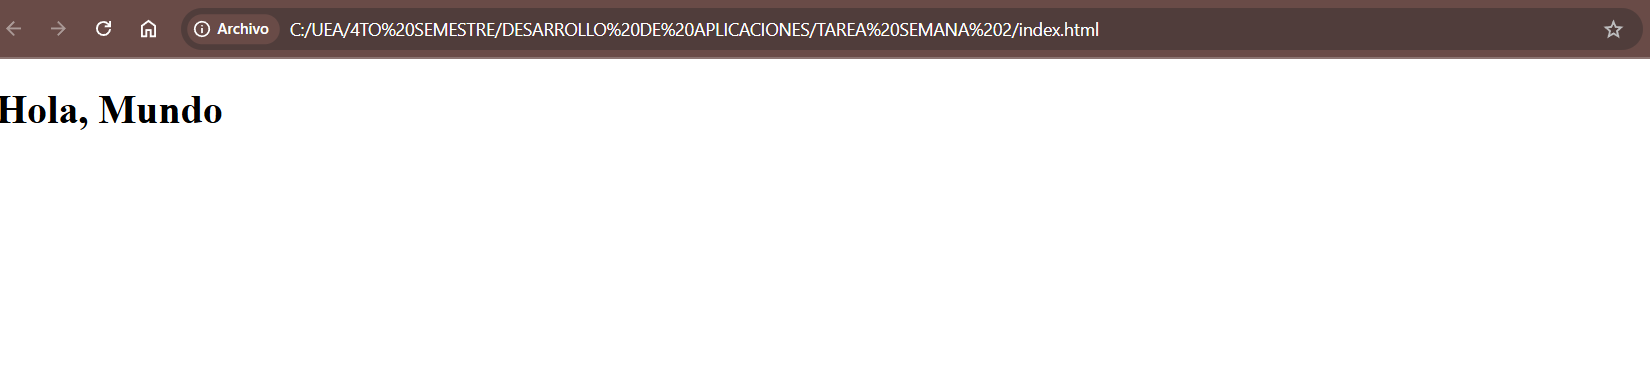 Archivo C:/UEA/4TO%20SEMESTRE/DESARROLLO%20DE%20APLICACIONES/TAREA%20SEMANA%202/index.html
Hola, Mundo